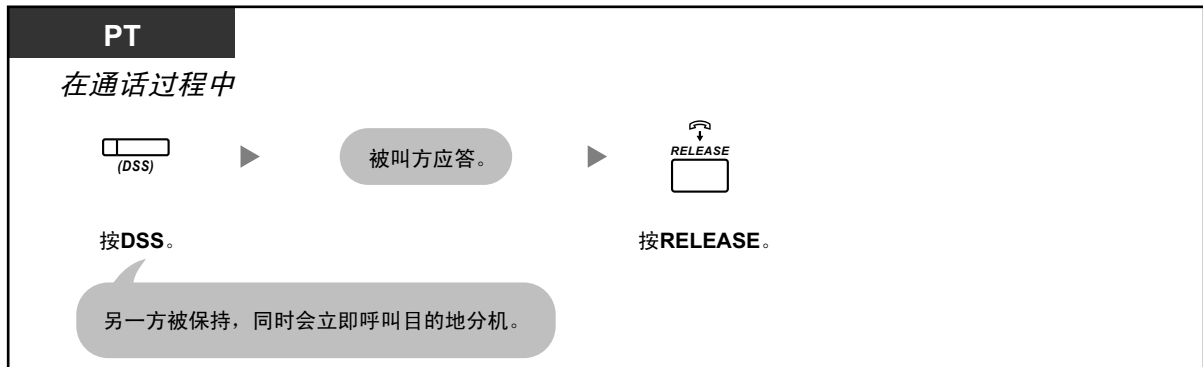 PT
在通话过程中
(DSS)
被叫方应答。
RELEASE
按DSS。
按RELEASE。
另一方被保持，同时会立即呼叫目的地分机。